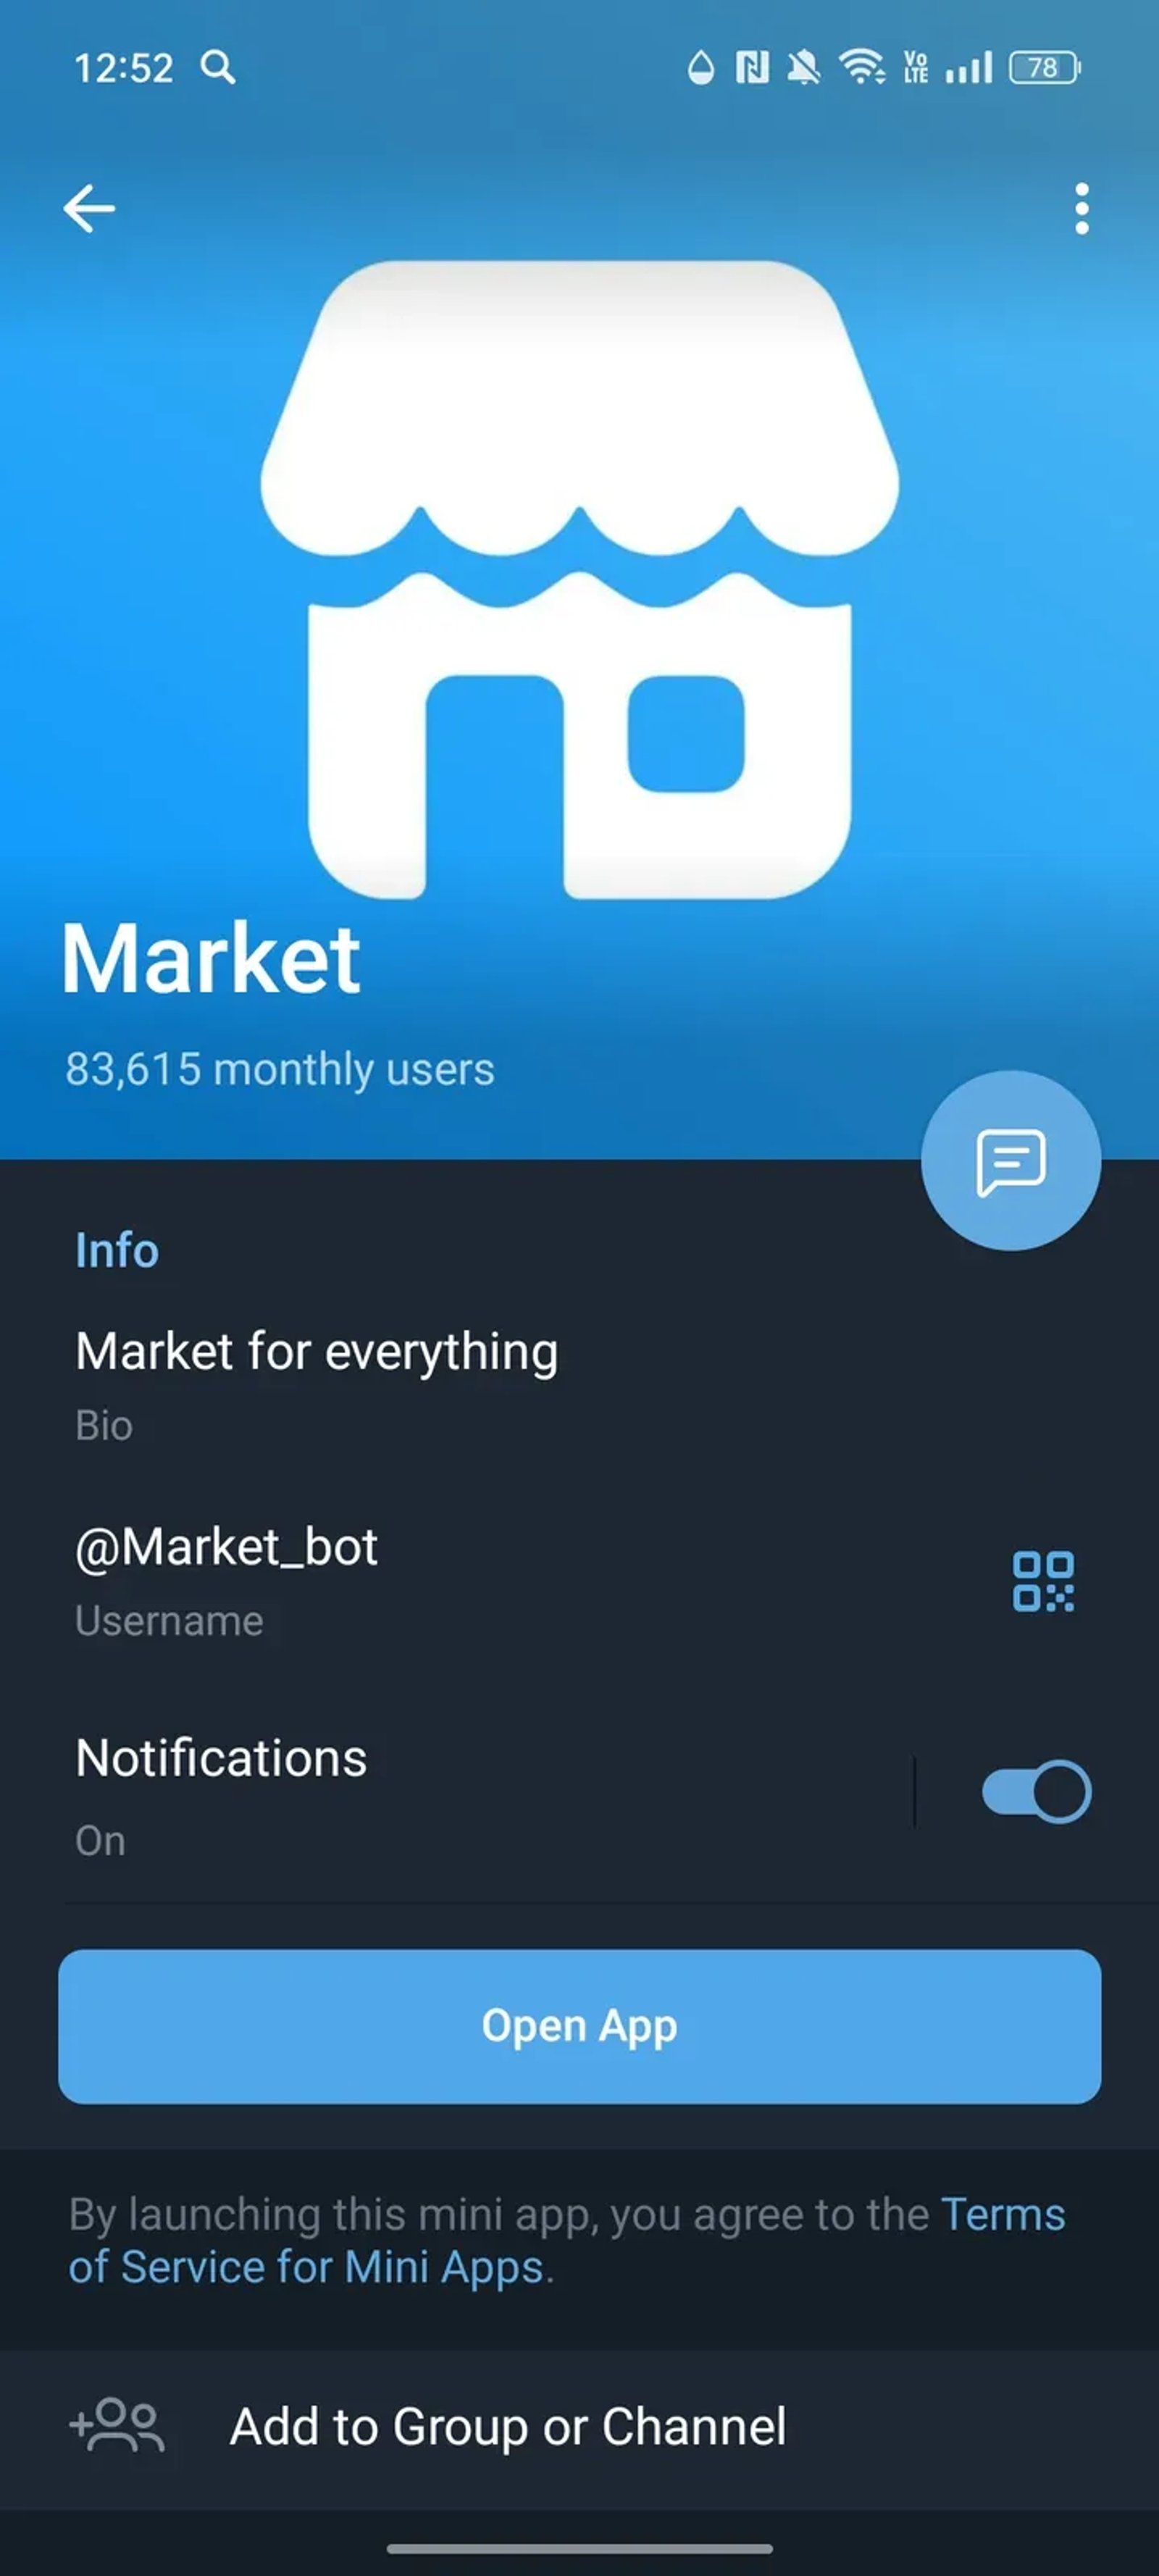 12:52
Vo
LTE
78
Market
83,615 monthly users
Info
Market for everything
Bio
@Market_bot
Username
Notifications
On
Open App
By launching this mini app, you agree to the Terms
of Service for Mini Apps.
Add to Group or Channel